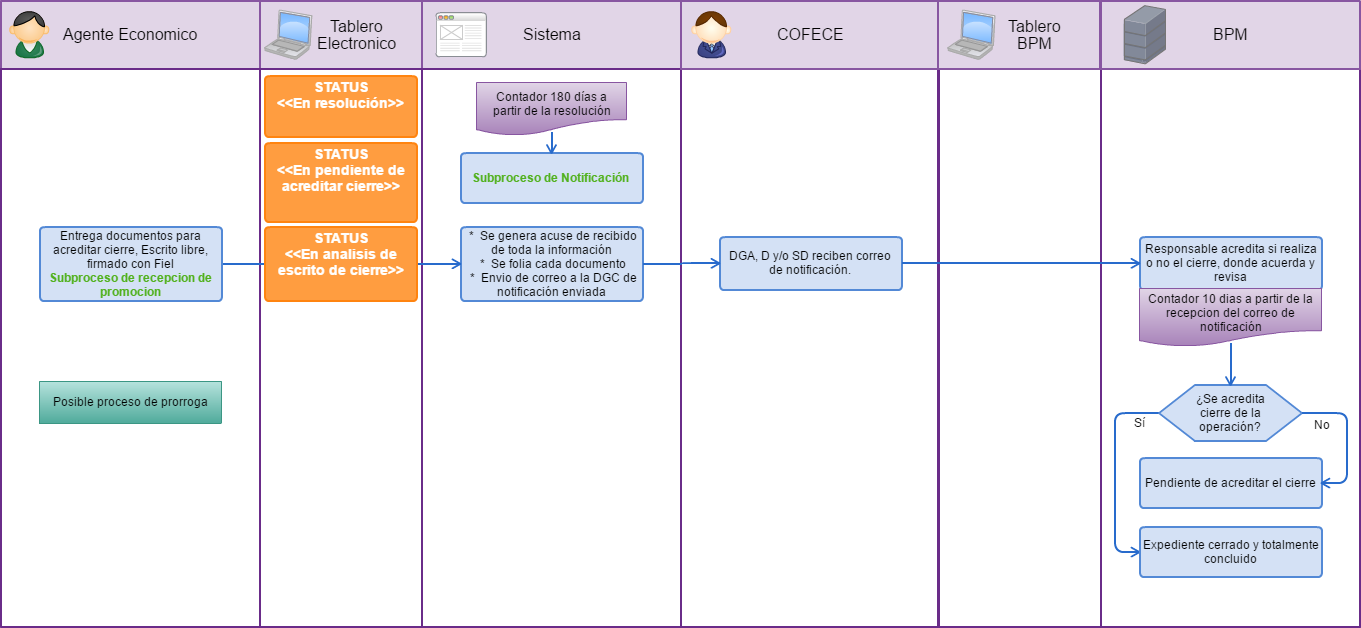 Agente Economico
Tablero
Electronico
Sistema
COFECE
Tablero
BPM
BPM
STATUS
<<En resolución>>
STATUS
<<En pendiente de
acreditar cierre>>
STATUS
<<En analisis de
escrito de cierre>>
Contador 180 días a
partir de la resolución
Subproceso de Notificación
Entrega documentos para
acreditar cierre, Escrito libre,
firmado con Fiel
Subproceso de recepcion de
promocion
* Se genera acuse de recibido
de toda la información
* Se folia cada documento
* Envio de correo a la DGC de
notificación enviada
DGA, D y/o SD reciben correo
de notificación.
Responsable acredita si realiza
o no el cierre, donde acuerda y
revisa
Contador 10 dias a partir de la
recepcion del correo de
notificación
Posible proceso de prorroga
¿Se acredita
cierre de la
operación?
Sí
No
Pendiente de acreditar el cierre
Expediente cerrado y totalmente
concluido